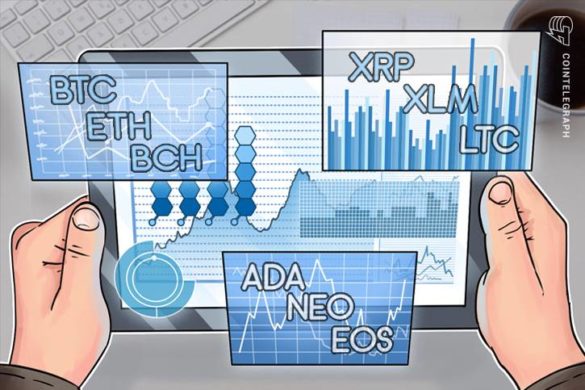 BTC
ETH
BCH
XRP
XLM
LTC
ADA
NEO
EOS
COINTELEGRAPH